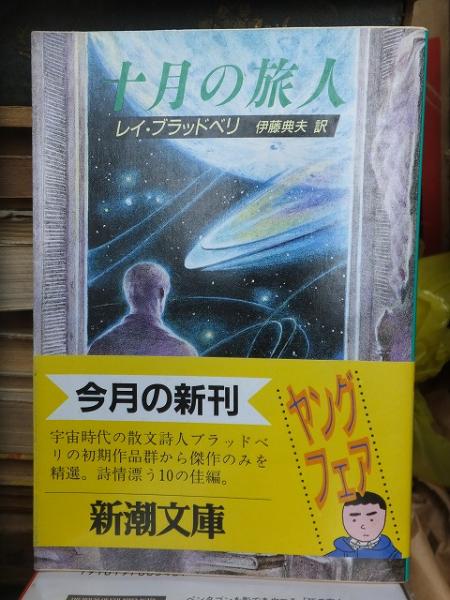 十月の旅人
レイ・ブラッドベリ 伊藤典夫 訳
今月の新刊
宇宙時代の散文詩人ブラッドベ
リの初期作品群から傑作のみを
精選。詩情漂う10の佳編。
新潮文庫
ヤング
フェア